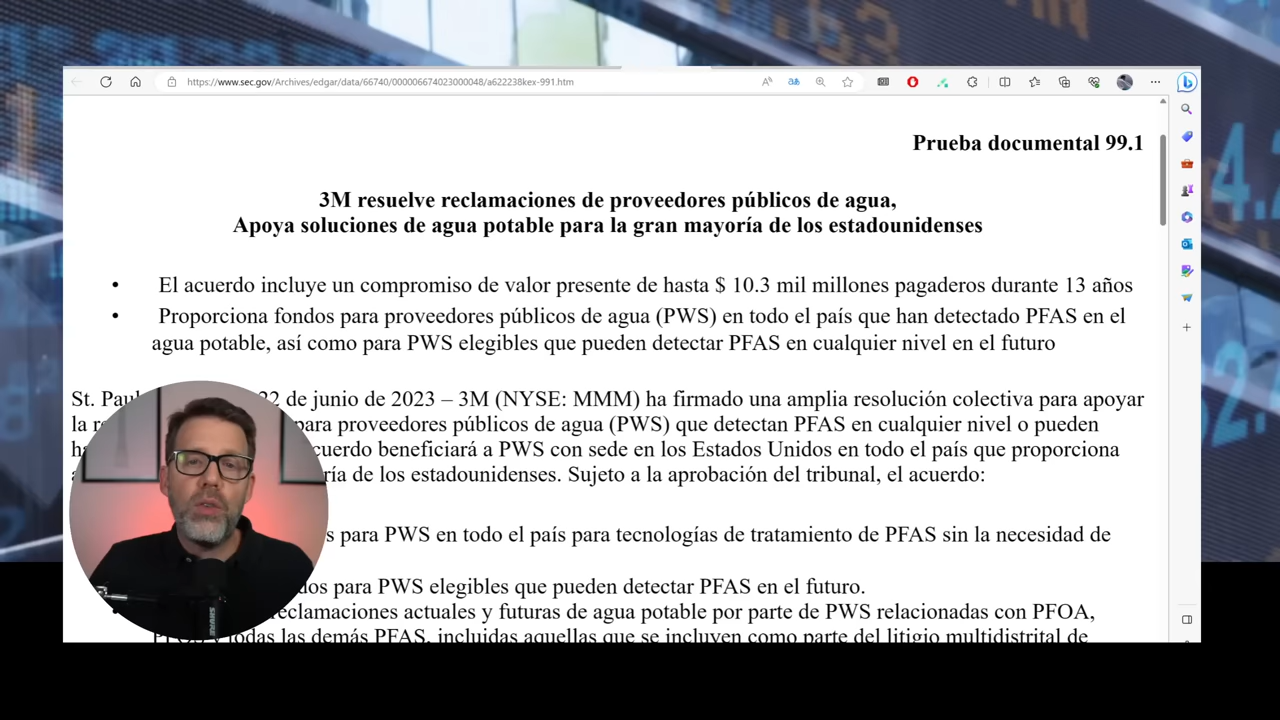 https://www.sec.gov/Archives/edgar/data/66740/000006674023000048/a622238kex-991.htm
Prueba documental 99.1
3M resuelve reclamaciones de proveedores públicos de agua,
Apoya soluciones de agua potable para la gran mayoría de los estadounidenses
• El acuerdo incluye un compromiso de valor presente de hasta $ 10.3 mil millones pagaderos durante 13 años
• Proporciona fondos para proveedores públicos de agua (PWS) en todo el país que han detectado PFAS en el
agua potable, así como para PWS elegibles que pueden detectar PFAS en cualquier nivel en el futuro
St. Paul 22 de junio de 2023 – 3M (NYSE: MMM) ha firmado una amplia resolución colectiva para apoyar
la para proveedores públicos de agua (PWS) que detectan PFAS en cualquier nivel o pueden
acuerdo beneficiará a PWS con sede en los Estados Unidos en todo el país que proporciona
de los estadounidenses. Sujeto a la aprobación del tribunal, el acuerdo:
para PWS en todo el país para tecnologías de tratamiento de PFAS sin la necesidad de
para PWS elegibles que pueden detectar PFAS en el futuro.
reclamaciones actuales y futuras de agua potable por parte de PWS relacionadas con PFOA,
todas las demás PFAS, incluidas aquellas que se incluyen como parte del litigio multidistrital de
SHURE